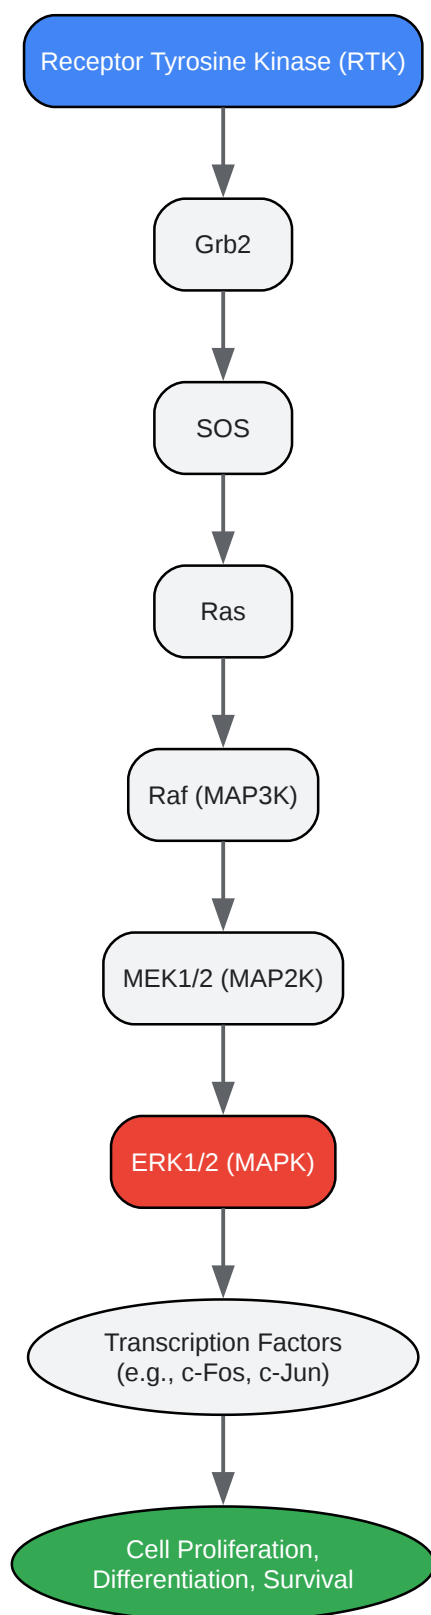 Receptor Tyrosine Kinase (RTK)
Grb2
SOS
Ras
Raf (MAP3K)
MEK1/2 (MAP2K)
ERK1/2 (MAPK)
Transcription Factors
(e.g., c-Fos, c-Jun)
Cell Proliferation,
Differentiation, Survival